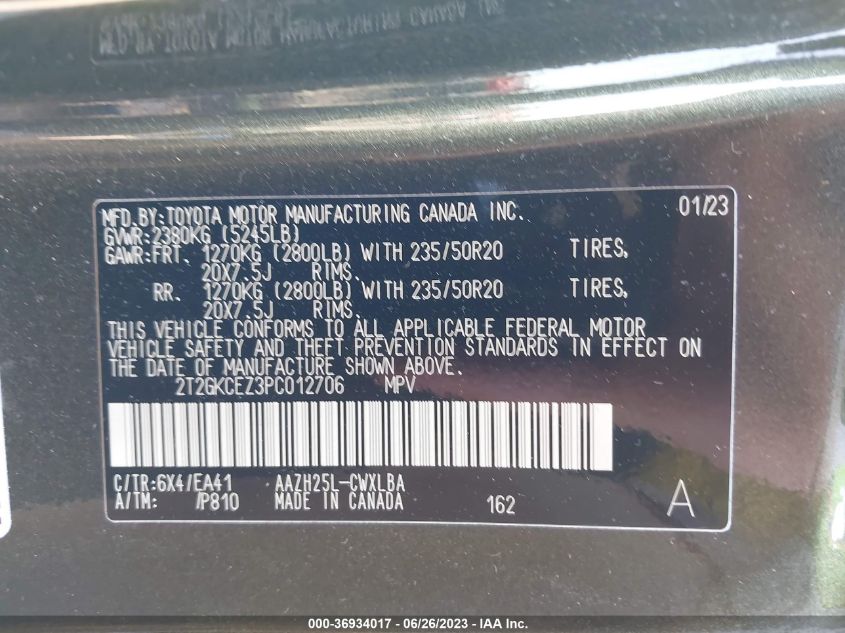 MFD.BY:TOYOTA MOTOR MANUFACTURING CANADA INC. 01/23
GVWR:2380KG (5245LB)
GAWR:FRT. 1270KG (2800LB) WITH 235/50R20 TIRES,
20X7.5J RIMS.
RR. 1270KG (2800LB) WITH 235/50R20 TIRES,
20X7.5J RIMS.
THIS VEHICLE CONFORMS TO ALL APPLICABLE FEDERAL MOTOR
VEHICLE SAFETY AND THEFT PREVENTION STANDARDS IN EFFECT ON
THE DATE OF MANUFACTURE SHOWN ABOVE.
2T2GKCEZ3PC012706 MPV
C/TR:6X4/EA41 AAZH25L-CWXLBA
A/TM: /P810 MADE IN CANADA 162 A
000-36934017 - 06/26/2023 - IAA Inc.